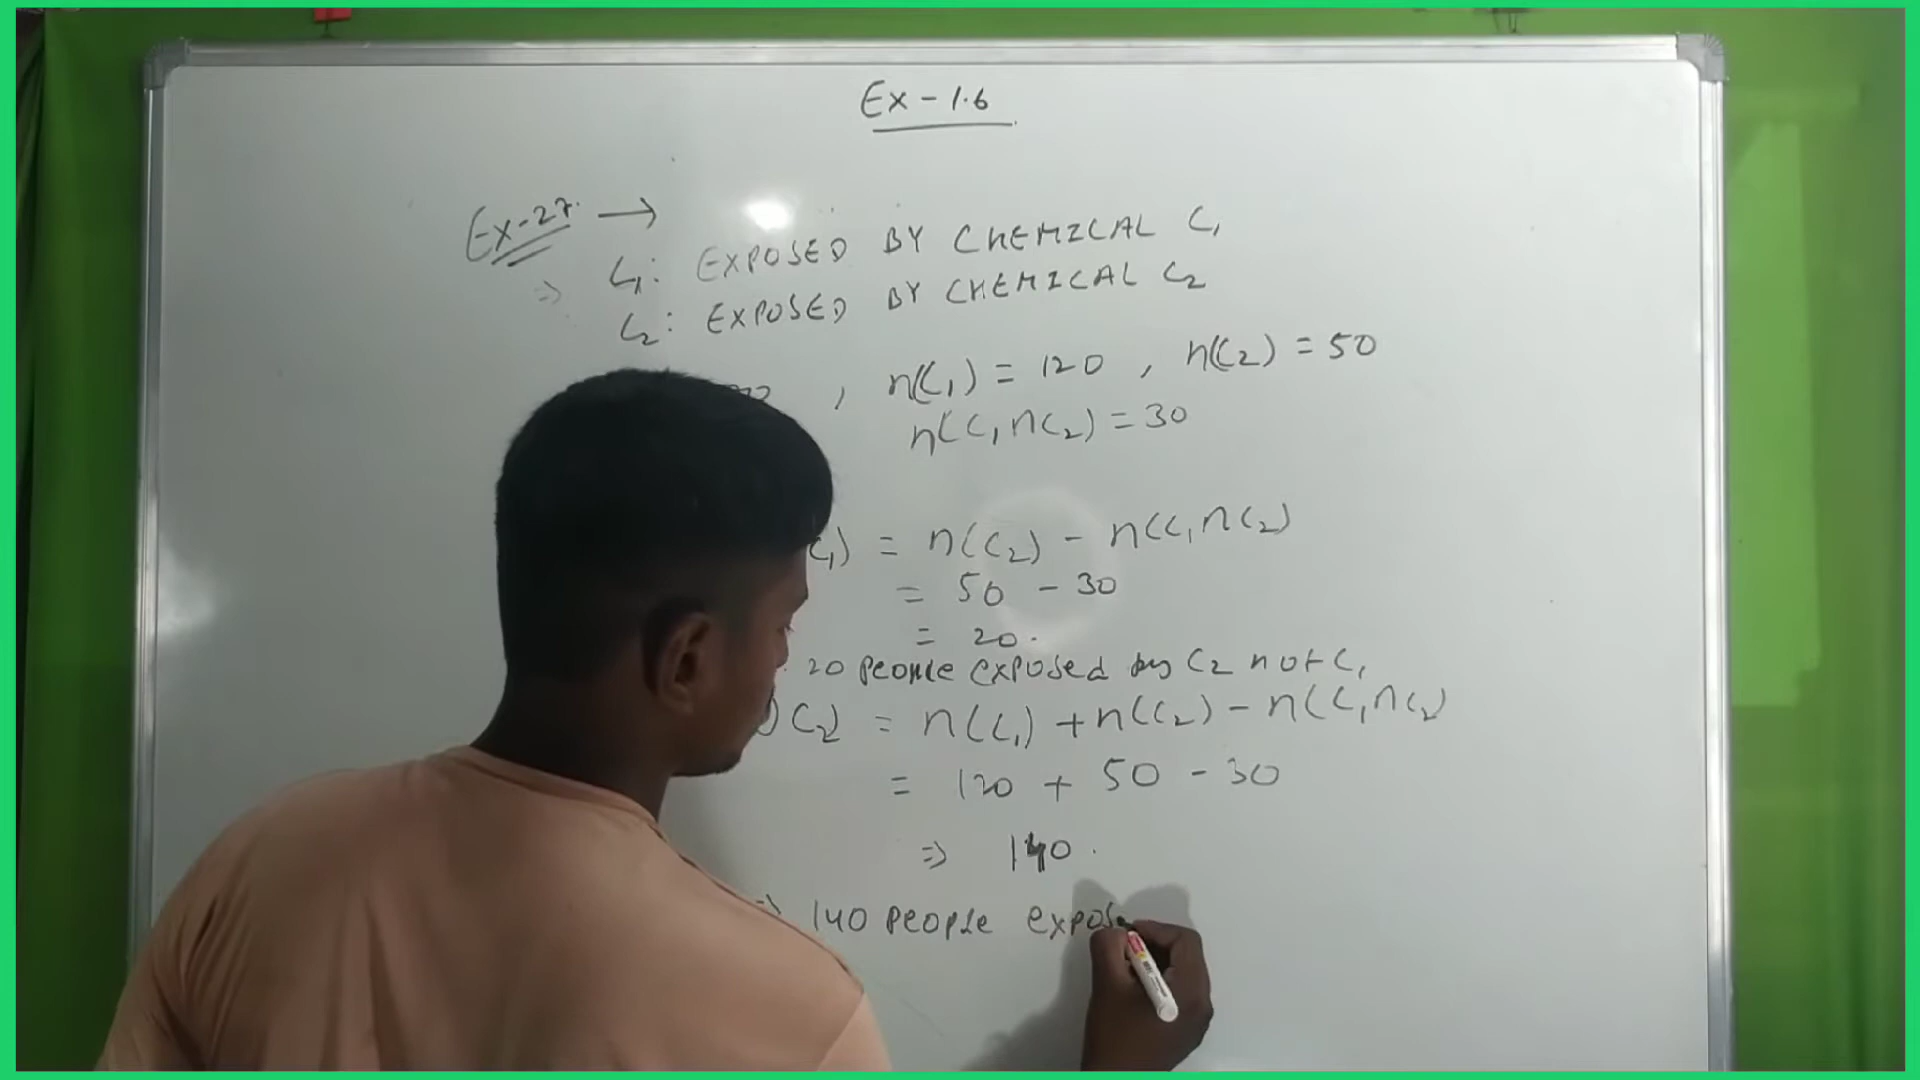 Ex - 1.6
Ex-27. →
⇒ C₁: EXPOSED BY CHEMICAL C₁
C₂: EXPOSED BY CHEMICAL C₂
, n(C₁) = 120 , n(C₂) = 50
n(C₁∩C₂) = 30
C₁) = n(C₂) - n(C₁∩C₂)
= 50 - 30
= 20.
20 people exposed by C₂ not C₁
C₂) = n(C₁) + n(C₂) - n(C₁∩C₂)
= 120 + 50 - 30
⇒ 140.
⇒ 140 people expos